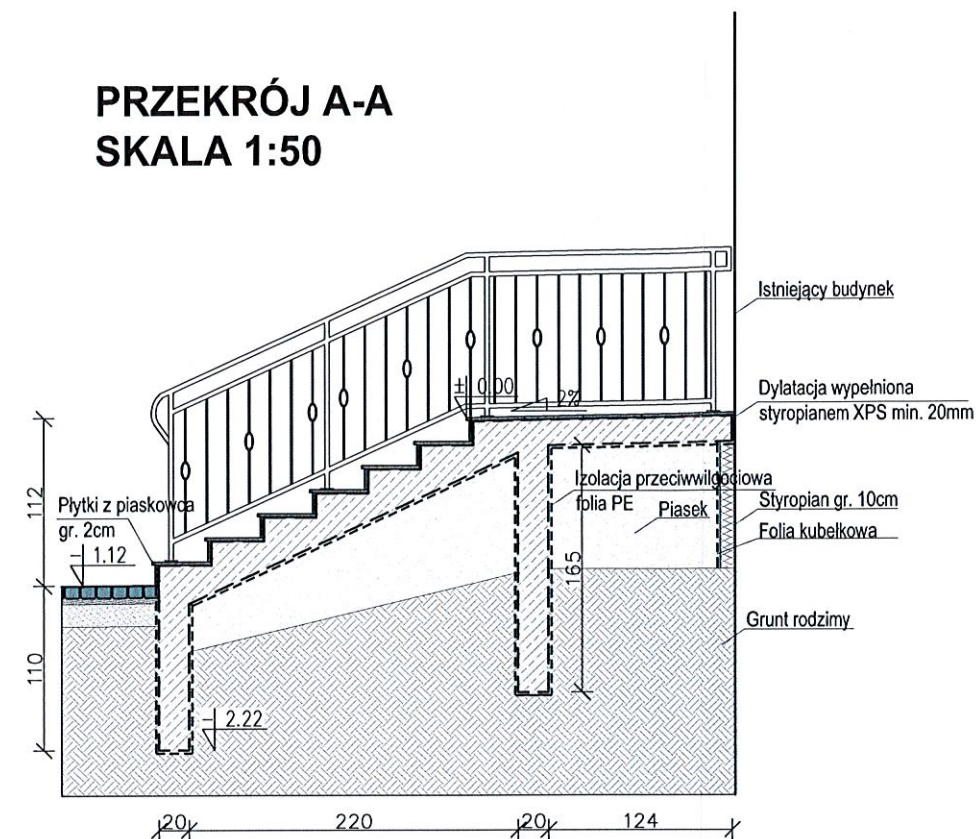 PRZEKRÓJ A-A
SKALA 1:50
Istniejący budynek
± 0.00
2%
Dylatacja wypełniona
styropianem XPS min. 20mm
112
Płytki z piaskowca
gr. 2cm
- 1.12
Izolacja przeciwwilgociowa
folia PE
Piasek
Styropian gr. 10cm
Folia kubełkowa
165
Grunt rodzimy
110
- 2.22
20
220
20
124